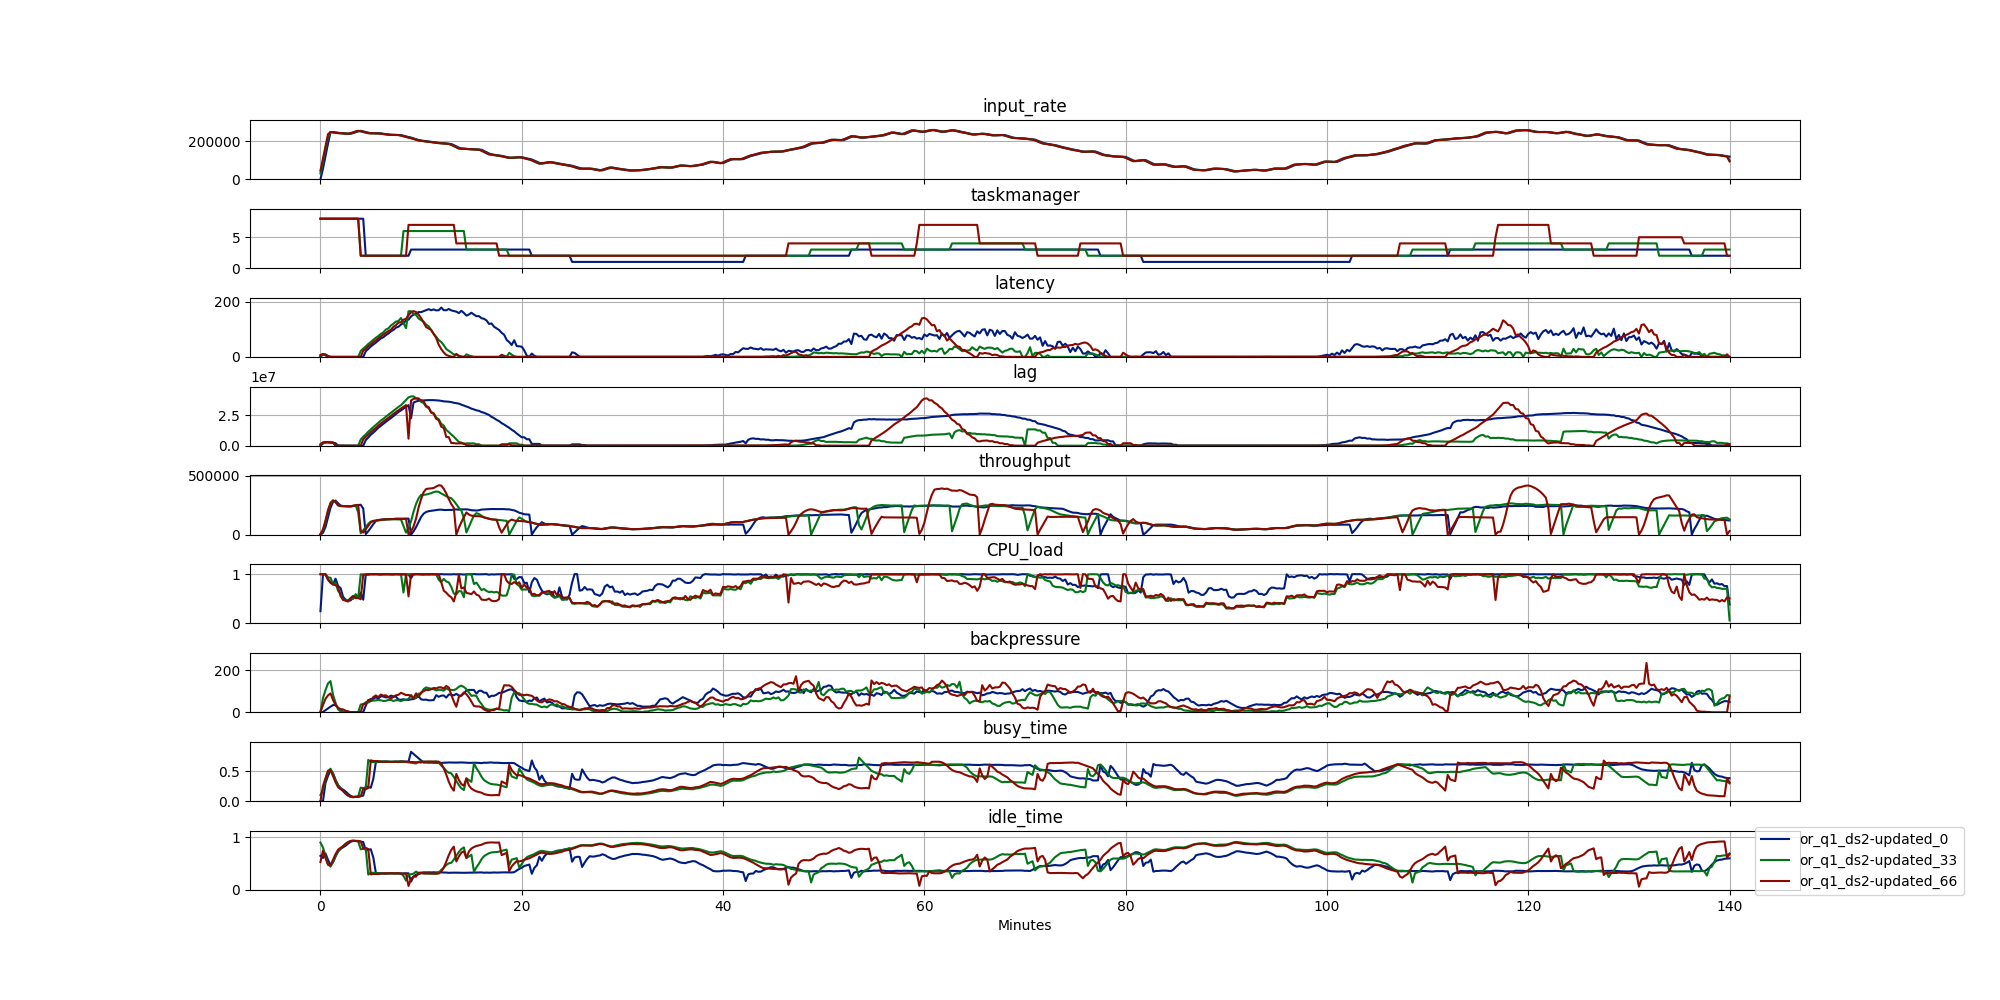 input_rate
200000
0
taskmanager
5
0
latency
200
0
1e7
lag
2.5
0.0
throughput
500000
0
CPU_load
1
0
backpressure
200
0
busy_time
0.5
0.0
idle_time
1
0
or_q1_ds2-updated_0
or_q1_ds2-updated_33
or_q1_ds2-updated_66
0 20 40 60 80 100 120 140
Minutes